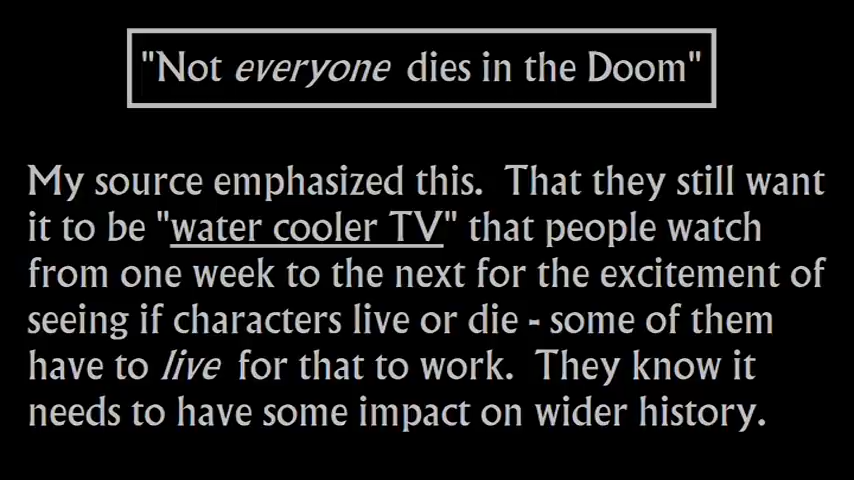 "Not everyone dies in the Doom"
My source emphasized this. That they still want
it to be "water cooler TV" that people watch
from one week to the next for the excitement of
seeing if characters live or die - some of them
have to live for that to work. They know it
needs to have some impact on wider history.